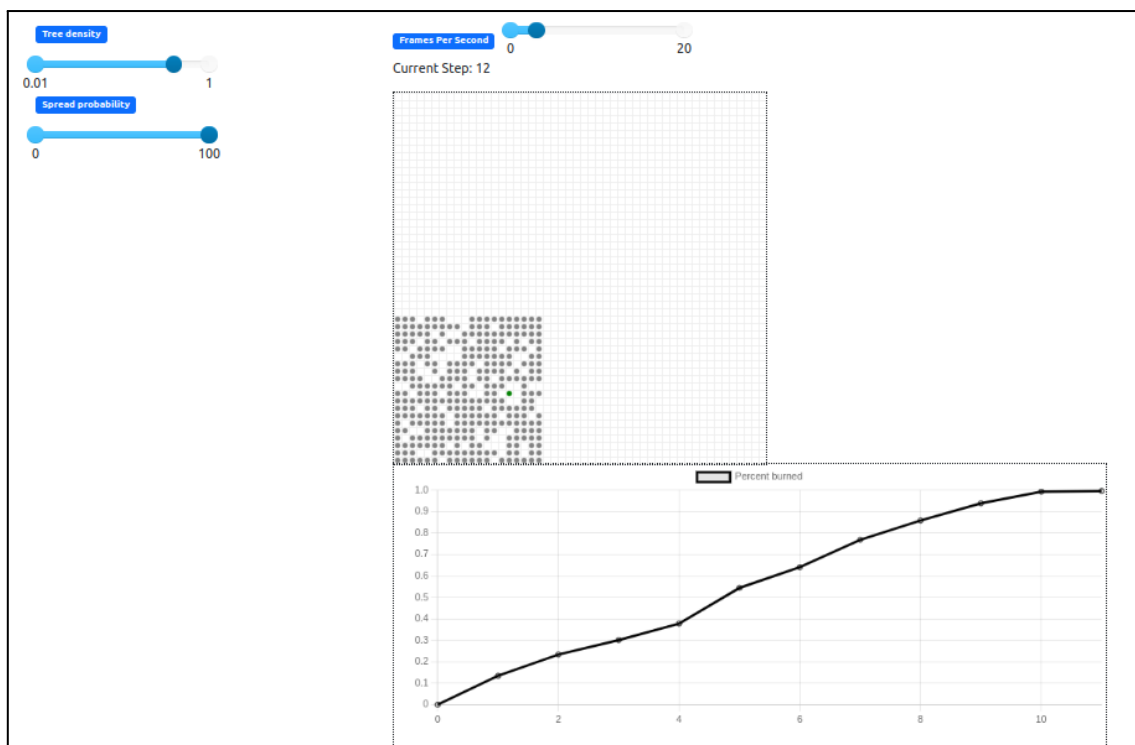 Tree density
0.01 1
Spread probability
0 100
Frames Per Second
0 20
Current Step: 12
Percent burned
1.0
0.9
0.8
0.7
0.6
0.5
0.4
0.3
0.2
0.1
0
0 2 4 6 8 10